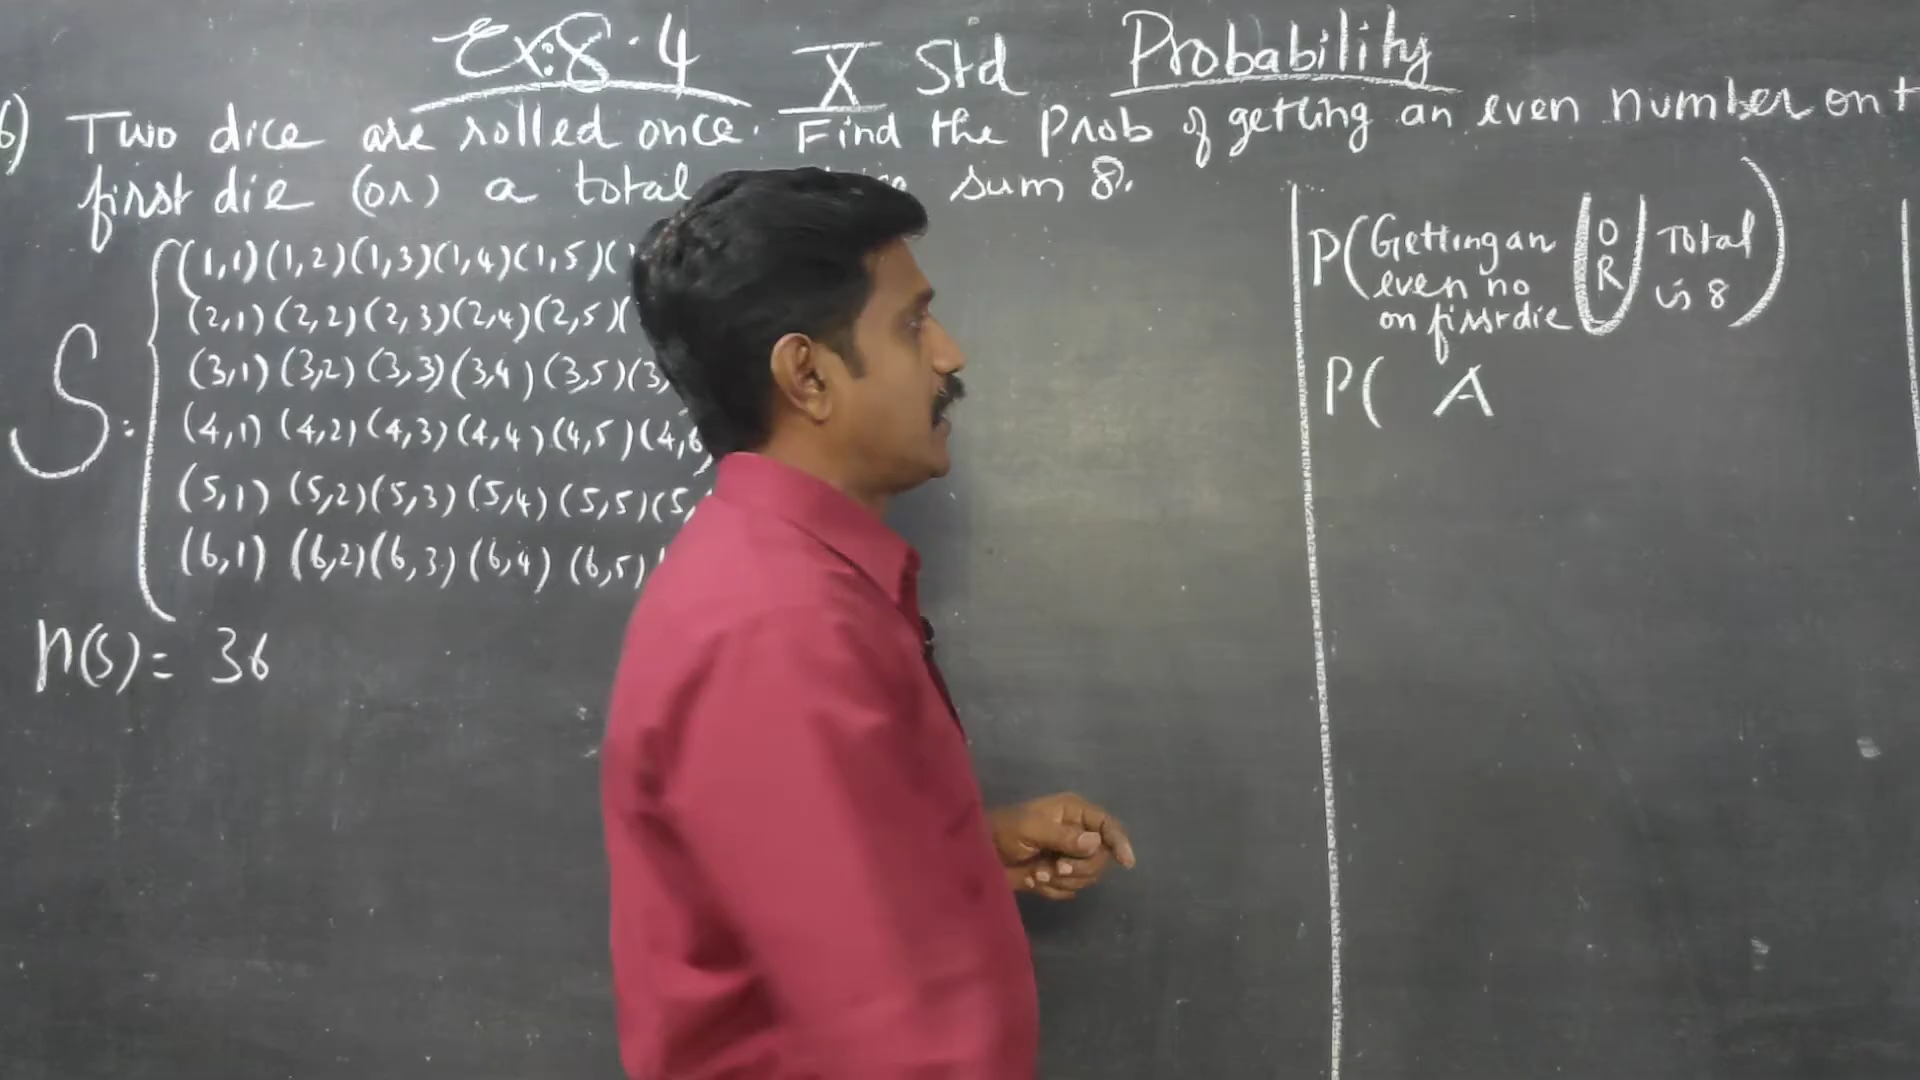 Ex:8.4 X Std Probability
6) Two dice are rolled once. Find the Prob of getting an even number on
first die (or) a total sum 8.
S = { (1,1) (1,2) (1,3) (1,4) (1,5) (
(2,1) (2,2) (2,3) (2,4) (2,5) (
(3,1) (3,2) (3,3) (3,4) (3,5) (3,
(4,1) (4,2) (4,3) (4,4) (4,5) (4,6
(5,1) (5,2) (5,3) (5,4) (5,5) (5,
(6,1) (6,2) (6,3) (6,4) (6,5)
n(S) = 36
P( Getting an even no on first die U OR Total is 8 )
P( A